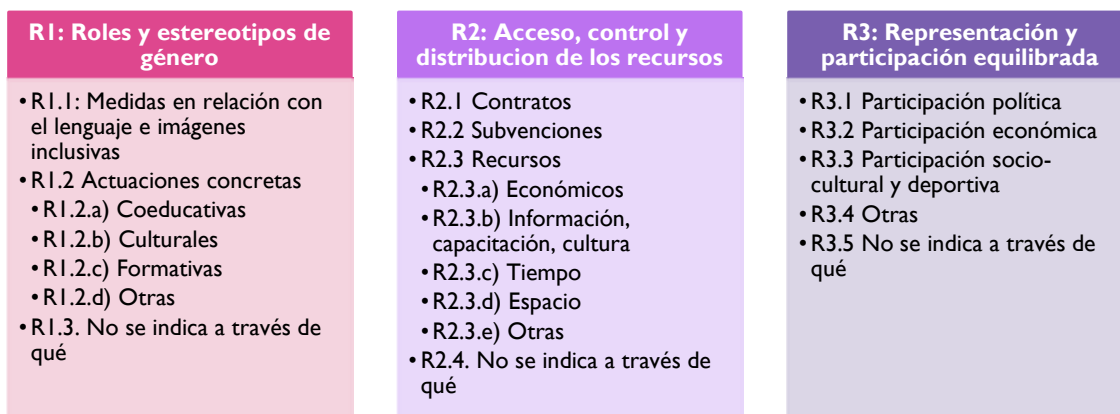 R1: Roles y estereotipos de
género
• R1.1: Medidas en relación con
el lenguaje e imágenes
inclusivas
• R1.2 Actuaciones concretas
• R1.2.a) Coeducativas
• R1.2.b) Culturales
• R1.2.c) Formativas
• R1.2.d) Otras
• R1.3. No se indica a través de
qué
R2: Acceso, control y
distribucion de los recursos
• R2.1 Contratos
• R2.2 Subvenciones
• R2.3 Recursos
• R2.3.a) Económicos
• R2.3.b) Información,
capacitación, cultura
• R2.3.c) Tiempo
• R2.3.d) Espacio
• R2.3.e) Otras
• R2.4. No se indica a través de
qué
R3: Representación y
participación equilibrada
• R3.1 Participación política
• R3.2 Participación económica
• R3.3 Participación socio-
cultural y deportiva
• R3.4 Otras
• R3.5 No se indica a través de
qué